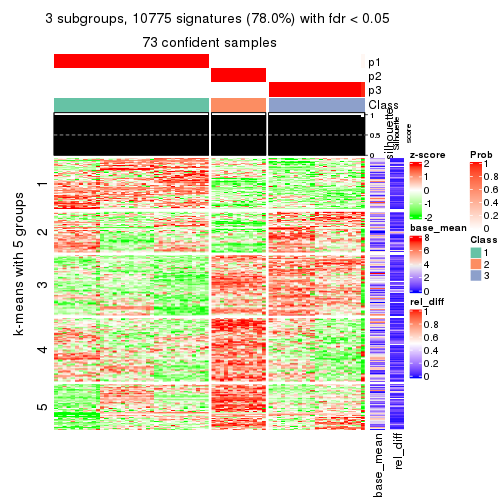 3 subgroups, 10775 signatures (78.0%) with fdr < 0.05
73 confident samples
p1
p2
p3
Class
1
0.5
0
silhouette
Silhouette
score
k-means with 5 groups
1
2
3
4
5
base_mean
rel_diff
z-score
2
1
0
-1
-2
base_mean
8
6
4
2
0
rel_diff
1
0.8
0.6
0.4
0.2
0
Prob
1
0.8
0.6
0.4
0.2
0
Class
1
2
3